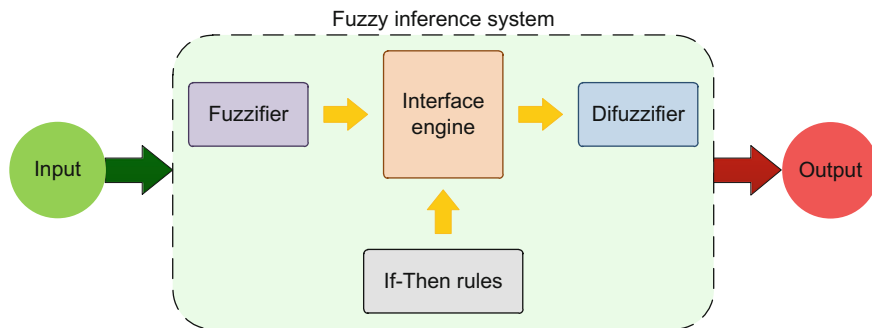 Fuzzy inference system
Input
Fuzzifier
Interface
engine
Difuzzifier
Output
If-Then rules